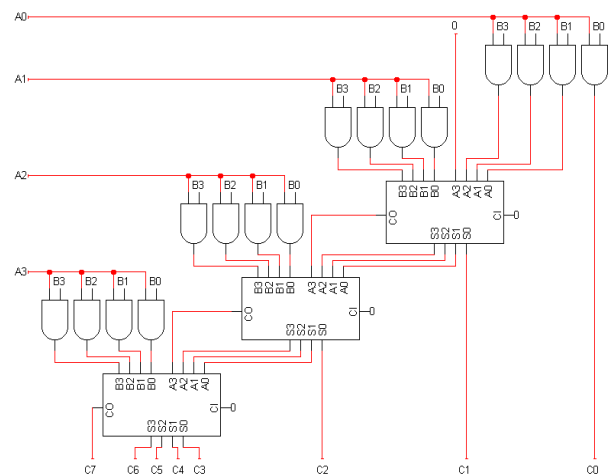 A0
0
B3 B2 B1 B0
A1
B3 B2 B1 B0
A2
B3 B2 B1 B0
B3 B2 B1 B0 A3 A2 A1 A0
CO CI 0
S3 S2 S1 S0
A3
B3 B2 B1 B0
B3 B2 B1 B0 A3 A2 A1 A0
CO CI 0
S3 S2 S1 S0
B3 B2 B1 B0 A3 A2 A1 A0
CO CI 0
S3 S2 S1 S0
C7 C6 C5 C4 C3 C2 C1 C0